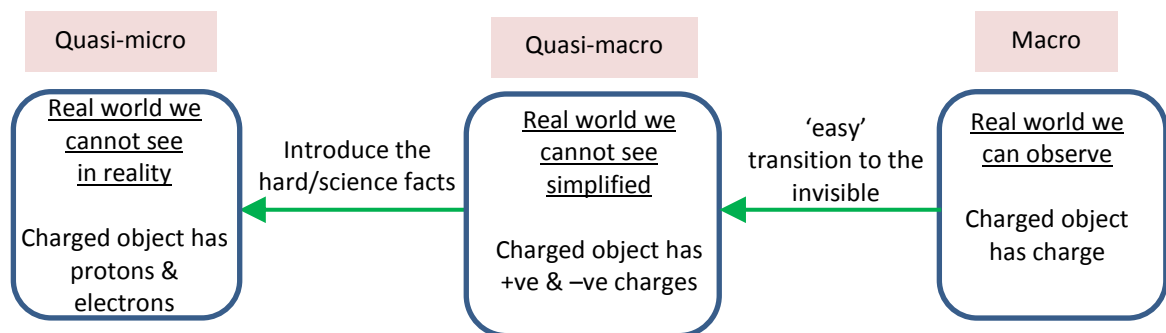 Quasi-micro
Real world we
cannot see
in reality
Charged object has
protons &
electrons
Introduce the
hard/science facts
Quasi-macro
Real world we
cannot see
simplified
Charged object has
+ve & –ve charges
‘easy’
transition to the
invisible
Macro
Real world we
can observe
Charged object
has charge